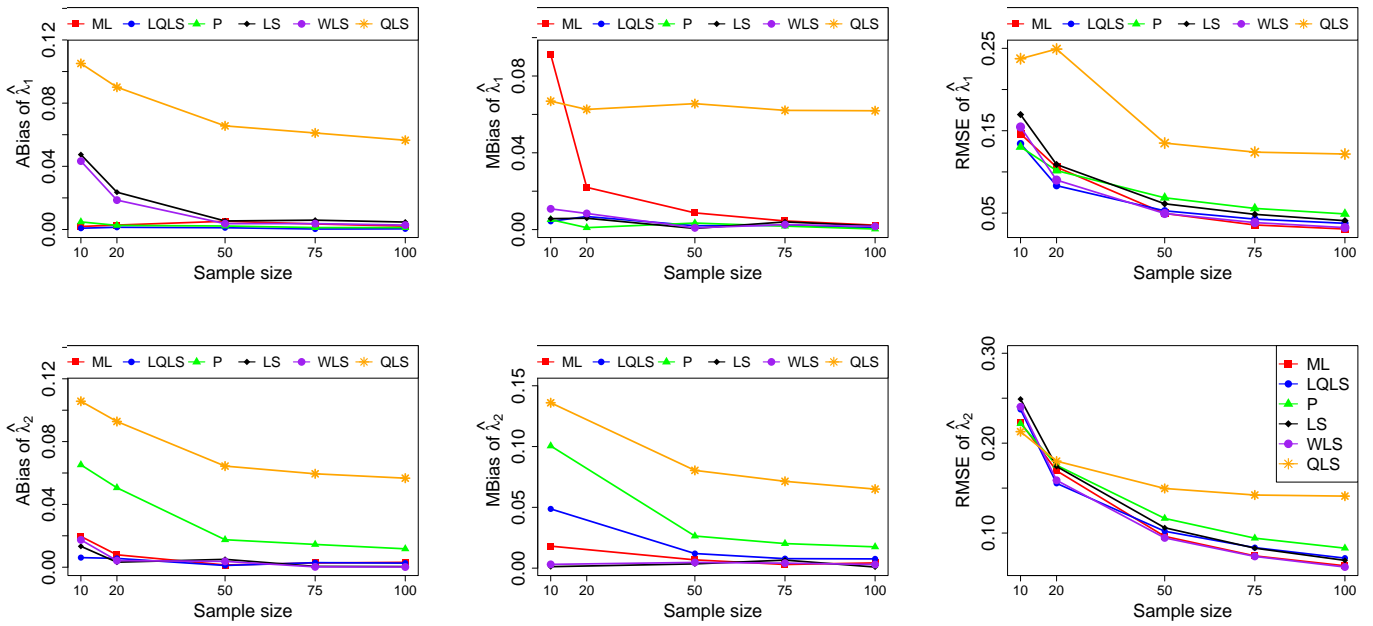 ML LQLS P LS WLS QLS
ABias of λ̂₁
0.00 0.04 0.08 0.12
10 20 50 75 100
Sample size
ML LQLS P LS WLS QLS
MBias of λ̂₁
0.00 0.04 0.08
10 20 50 75 100
Sample size
ML LQLS P LS WLS QLS
RMSE of λ̂₁
0.05 0.15 0.25
10 20 50 75 100
Sample size
ML LQLS P LS WLS QLS
ABias of λ̂₂
0.00 0.04 0.08 0.12
10 20 50 75 100
Sample size
ML LQLS P LS WLS QLS
MBias of λ̂₂
0.00 0.05 0.10 0.15
10 20 50 75 100
Sample size
RMSE of λ̂₂
0.10 0.20 0.30
ML
LQLS
P
LS
WLS
QLS
10 20 50 75 100
Sample size